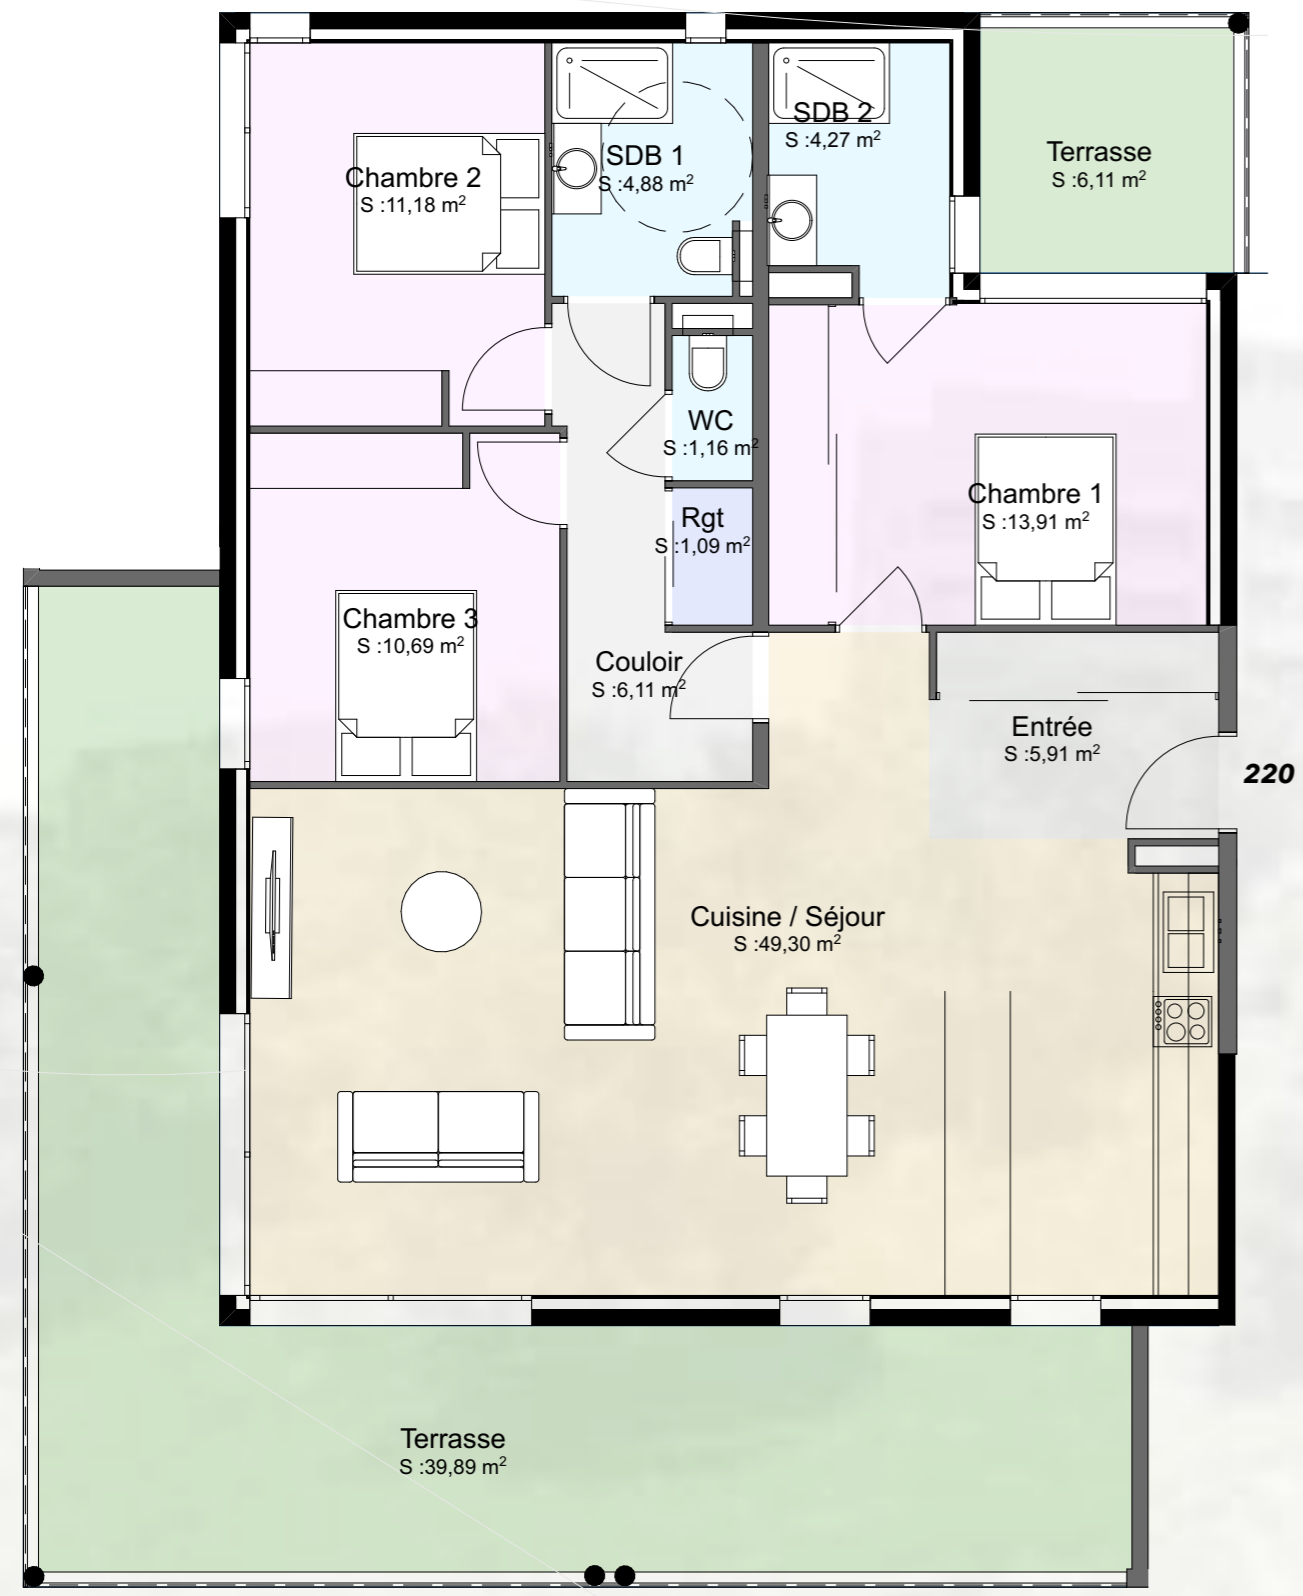 SDB 2
S :4,27 m²
Terrasse
S :6,11 m²
SDB 1
S :4,88 m²
Chambre 2
S :11,18 m²
WC
S :1,16 m²
Chambre 1
S :13,91 m²
Rgt
S :1,09 m²
Chambre 3
S :10,69 m²
Couloir
S :6,11 m²
Entrée
S :5,91 m²
220
Cuisine / Séjour
S :49,30 m²
Terrasse
S :39,89 m²